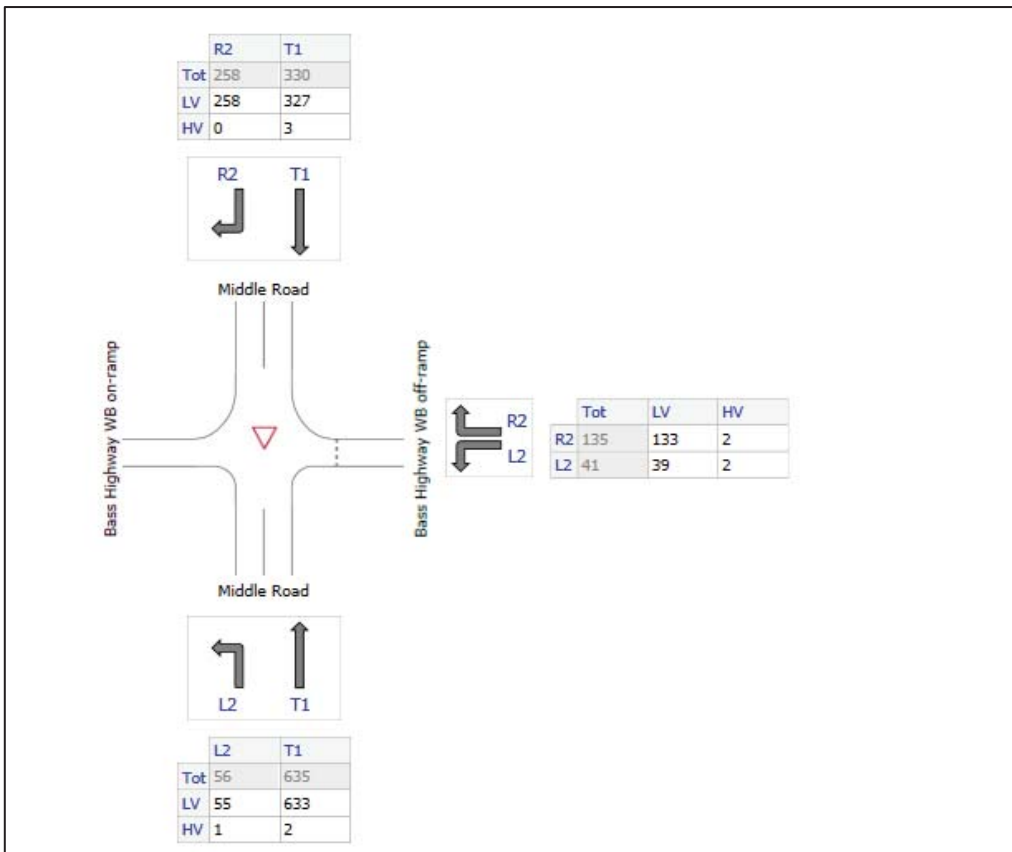 R2 T1
Tot 258 330
LV 258 327
HV 0 3
R2 T1
Middle Road
Bass Highway WB on-ramp
Bass Highway WB off-ramp
R2
L2
Tot LV HV
R2 135 133 2
L2 41 39 2
Middle Road
L2 T1
L2 T1
Tot 56 635
LV 55 633
HV 1 2